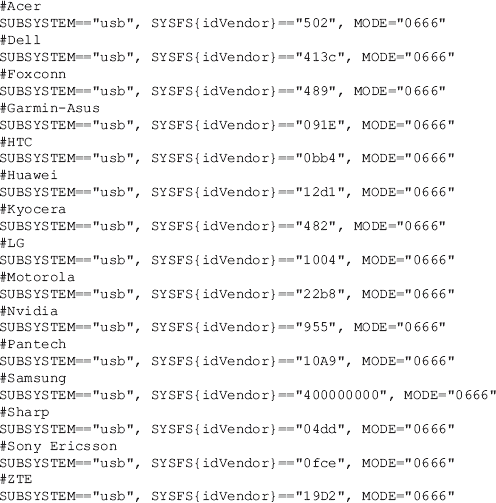 #Acer
SUBSYSTEM=="usb", SYSFS{idVendor}=="502", MODE="0666"
#Dell
SUBSYSTEM=="usb", SYSFS{idVendor}=="413c", MODE="0666"
#Foxconn
SUBSYSTEM=="usb", SYSFS{idVendor}=="489", MODE="0666"
#Garmin-Asus
SUBSYSTEM=="usb", SYSFS{idVendor}=="091E", MODE="0666"
#HTC
SUBSYSTEM=="usb", SYSFS{idVendor}=="0bb4", MODE="0666"
#Huawei
SUBSYSTEM=="usb", SYSFS{idVendor}=="12d1", MODE="0666"
#Kyocera
SUBSYSTEM=="usb", SYSFS{idVendor}=="482", MODE="0666"
#LG
SUBSYSTEM=="usb", SYSFS{idVendor}=="1004", MODE="0666"
#Motorola
SUBSYSTEM=="usb", SYSFS{idVendor}=="22b8", MODE="0666"
#Nvidia
SUBSYSTEM=="usb", SYSFS{idVendor}=="955", MODE="0666"
#Pantech
SUBSYSTEM=="usb", SYSFS{idVendor}=="10A9", MODE="0666"
#Samsung
SUBSYSTEM=="usb", SYSFS{idVendor}=="400000000", MODE="0666"
#Sharp
SUBSYSTEM=="usb", SYSFS{idVendor}=="04dd", MODE="0666"
#Sony Ericsson
SUBSYSTEM=="usb", SYSFS{idVendor}=="0fce", MODE="0666"
#ZTE
SUBSYSTEM=="usb", SYSFS{idVendor}=="19D2", MODE="0666"